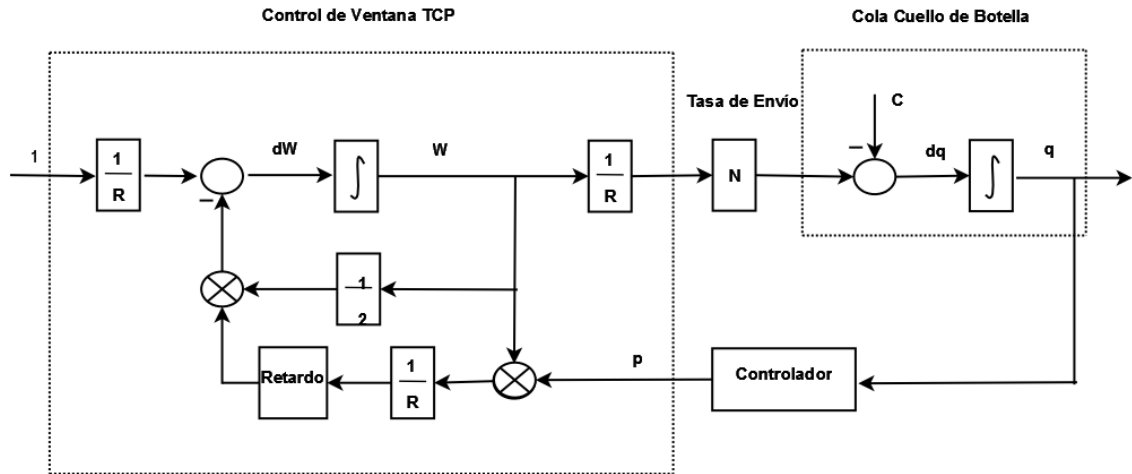 Control de Ventana TCP
Cola Cuello de Botella
Tasa de Envío
C
1
1
R
dW
∫
W
1
R
N
dq
∫
q
1
2
p
Retardo
1
R
Controlador